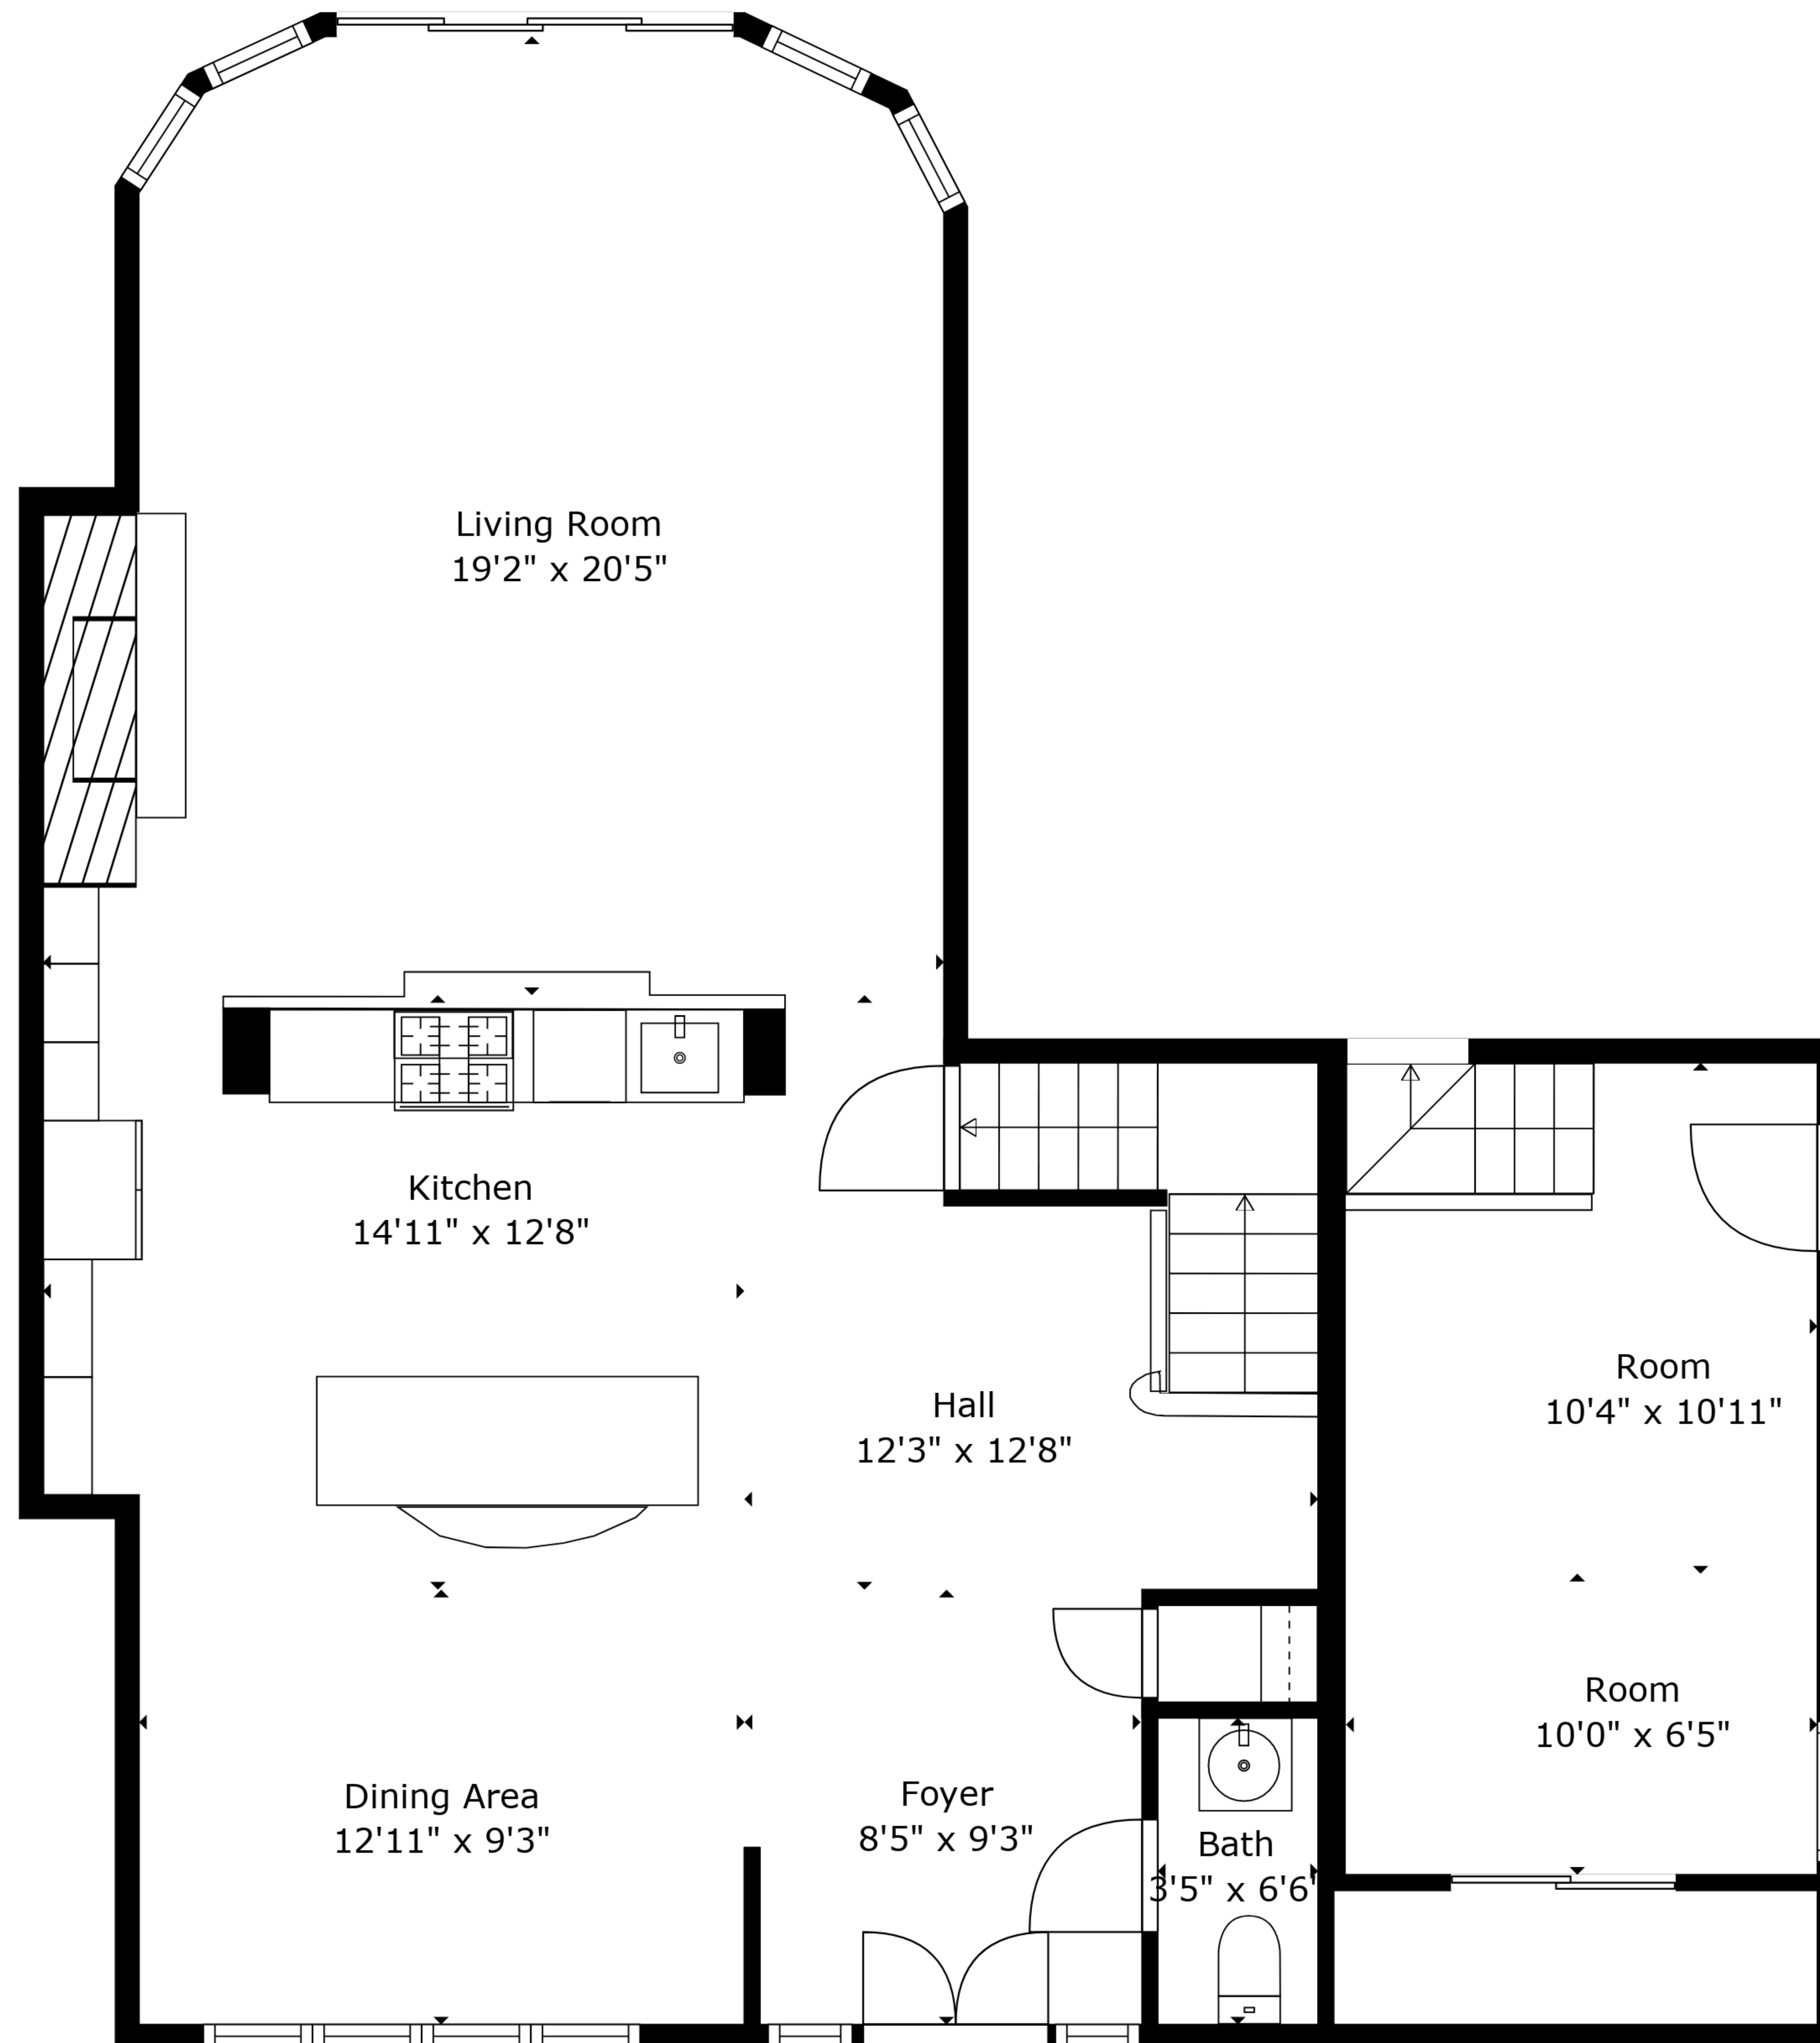 Living Room
19'2" x 20'5"
Kitchen
14'11" x 12'8"
Hall
12'3" x 12'8"
Room
10'4" x 10'11"
Room
10'0" x 6'5"
Dining Area
12'11" x 9'3"
Foyer
8'5" x 9'3"
Bath
3'5" x 6'6"